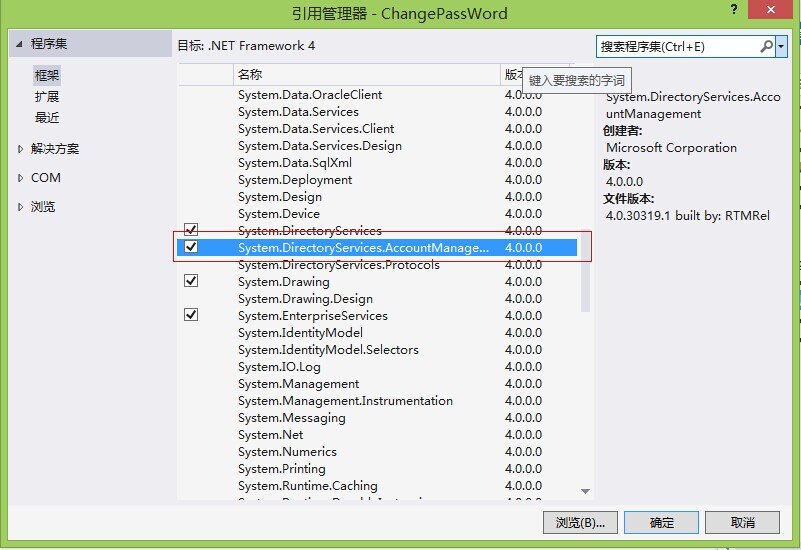 引用管理器 - ChangePassWord
?
程序集
框架
扩展
最近
解决方案
COM
浏览
目标: .NET Framework 4
搜索程序集(Ctrl+E)
键入要搜索的字词
名称 版
System.Data.OracleClient 4.0.0.0
System.Data.Services 4.0.0.0
System.Data.Services.Client 4.0.0.0
System.Data.Services.Design 4.0.0.0
System.Data.SqlXml 4.0.0.0
System.Deployment 4.0.0.0
System.Design 4.0.0.0
System.Device 4.0.0.0
System.DirectoryServices 4.0.0.0
System.DirectoryServices.AccountManage... 4.0.0.0
System.DirectoryServices.Protocols 4.0.0.0
System.Drawing 4.0.0.0
System.Drawing.Design 4.0.0.0
System.EnterpriseServices 4.0.0.0
System.IdentityModel 4.0.0.0
System.IdentityModel.Selectors 4.0.0.0
System.IO.Log 4.0.0.0
System.Management 4.0.0.0
System.Management.Instrumentation 4.0.0.0
System.Messaging 4.0.0.0
System.Net 4.0.0.0
System.Numerics 4.0.0.0
System.Printing 4.0.0.0
System.Runtime.Caching 4.0.0.0
System.DirectoryServices.Acco
untManagement
创建者:
Microsoft Corporation
版本:
4.0.0.0
文件版本:
4.0.30319.1 built by: RTMRel
浏览(B)...
确定
取消